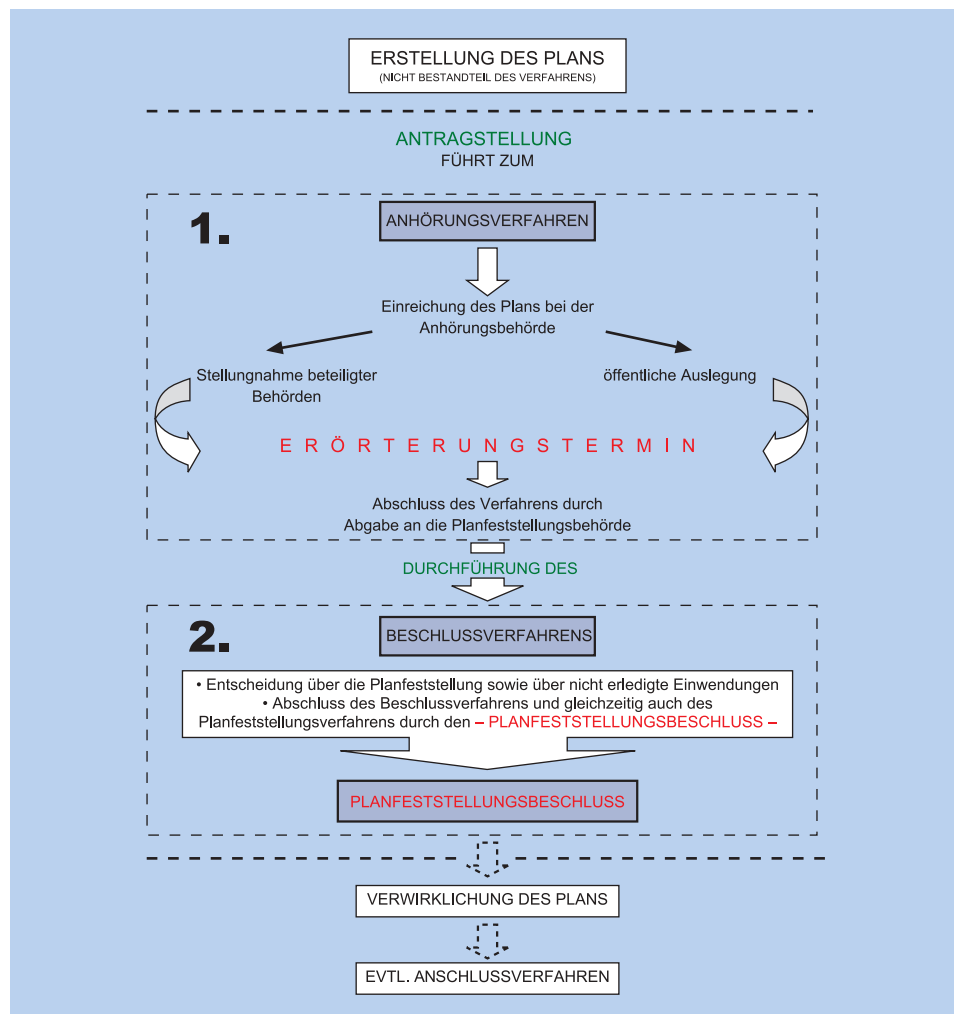 ERSTELLUNG DES PLANS
(NICHT BESTANDTEIL DES VERFAHRENS)
ANTRAGSTELLUNG
FÜHRT ZUM
1.
ANHÖRUNGSVERFAHREN
Einreichung des Plans bei der
Anhörungsbehörde
Stellungnahme beteiligter
Behörden
öffentliche Auslegung
ERÖRTERUNGSTERMIN
Abschluss des Verfahrens durch
Abgabe an die Planfeststellungsbehörde
DURCHFÜHRUNG DES
2.
BESCHLUSSVERFAHRENS
• Entscheidung über die Planfeststellung sowie über nicht erledigte Einwendungen
• Abschluss des Beschlussverfahrens und gleichzeitig auch des
Planfeststellungsverfahrens durch den – PLANFESTSTELLUNGSBESCHLUSS –
PLANFESTSTELLUNGSBESCHLUSS
VERWIRKLICHUNG DES PLANS
EVTL. ANSCHLUSSVERFAHREN